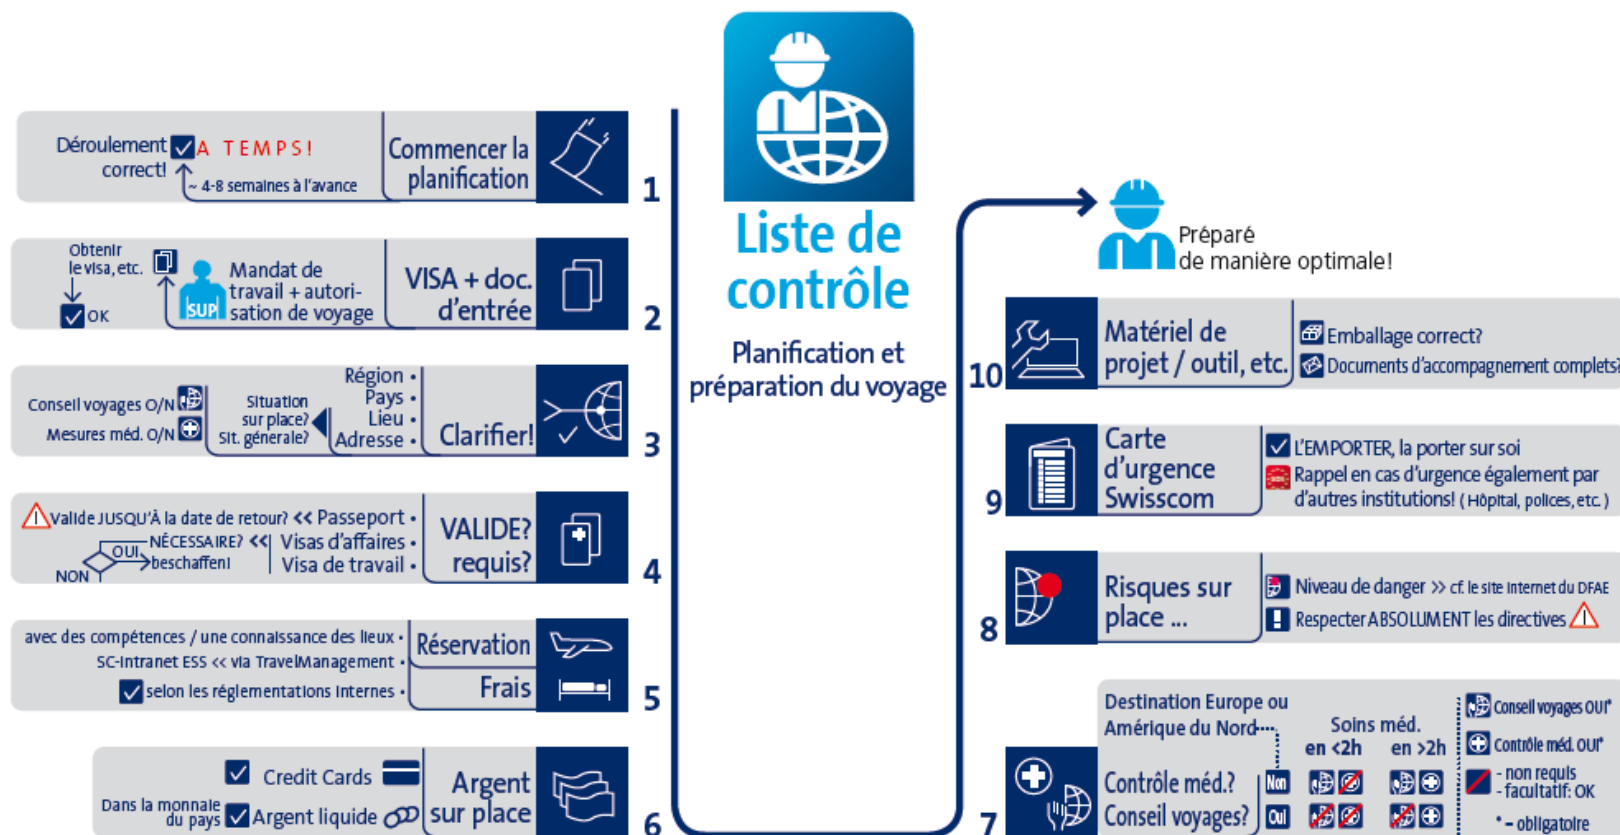 Liste de
contrôle
Planification et
préparation du voyage
Déroulement
correct!
A TEMPS!
~ 4-8 semaines à l'avance
Commencer la
planification
1
Obtenir
le visa, etc.
OK
SUP
Mandat de
travail + autori-
sation de voyage
VISA + doc.
d'entrée
2
Conseil voyages O/N
Mesures méd. O/N
Situation
sur place?
Sit. génerale?
Région •
Pays •
Lieu •
Adresse •
Clarifier!
3
Valide JUSQU'À la date de retour? << Passeport •
NÉCESSAIRE? << Visas d'affaires •
OUI
beschaffen!
NON
Visa de travail •
VALIDE?
requis?
4
avec des compétences / une connaissance des lieux •
SC-Intranet ESS << via TravelManagement •
selon les réglementations internes •
Réservation
Frais
5
Credit Cards
Dans la monnaie
du pays
Argent liquide
Argent
sur place
6
Destination Europe ou
Amérique du Nord
Soins méd.
en <2h en >2h
Contrôle méd.? Non
Conseil voyages? Oui
Conseil voyages OUI*
Contrôle méd. OUI*
- non requis
- facultatif: OK
* = obligatoire
7
Risques sur
place ...
Niveau de danger >> cf. le site Internet du DFAE
Respecter ABSOLUMENT les directives
8
Carte
d'urgence
Swisscom
L'EMPORTER, la porter sur soi
Rappel en cas d'urgence également par
d'autres institutions! ( Hôpital, polices, etc. )
9
Matériel de
projet / outil, etc.
Emballage correct?
Documents d'accompagnement complets?
10
Préparé
de manière optimale!